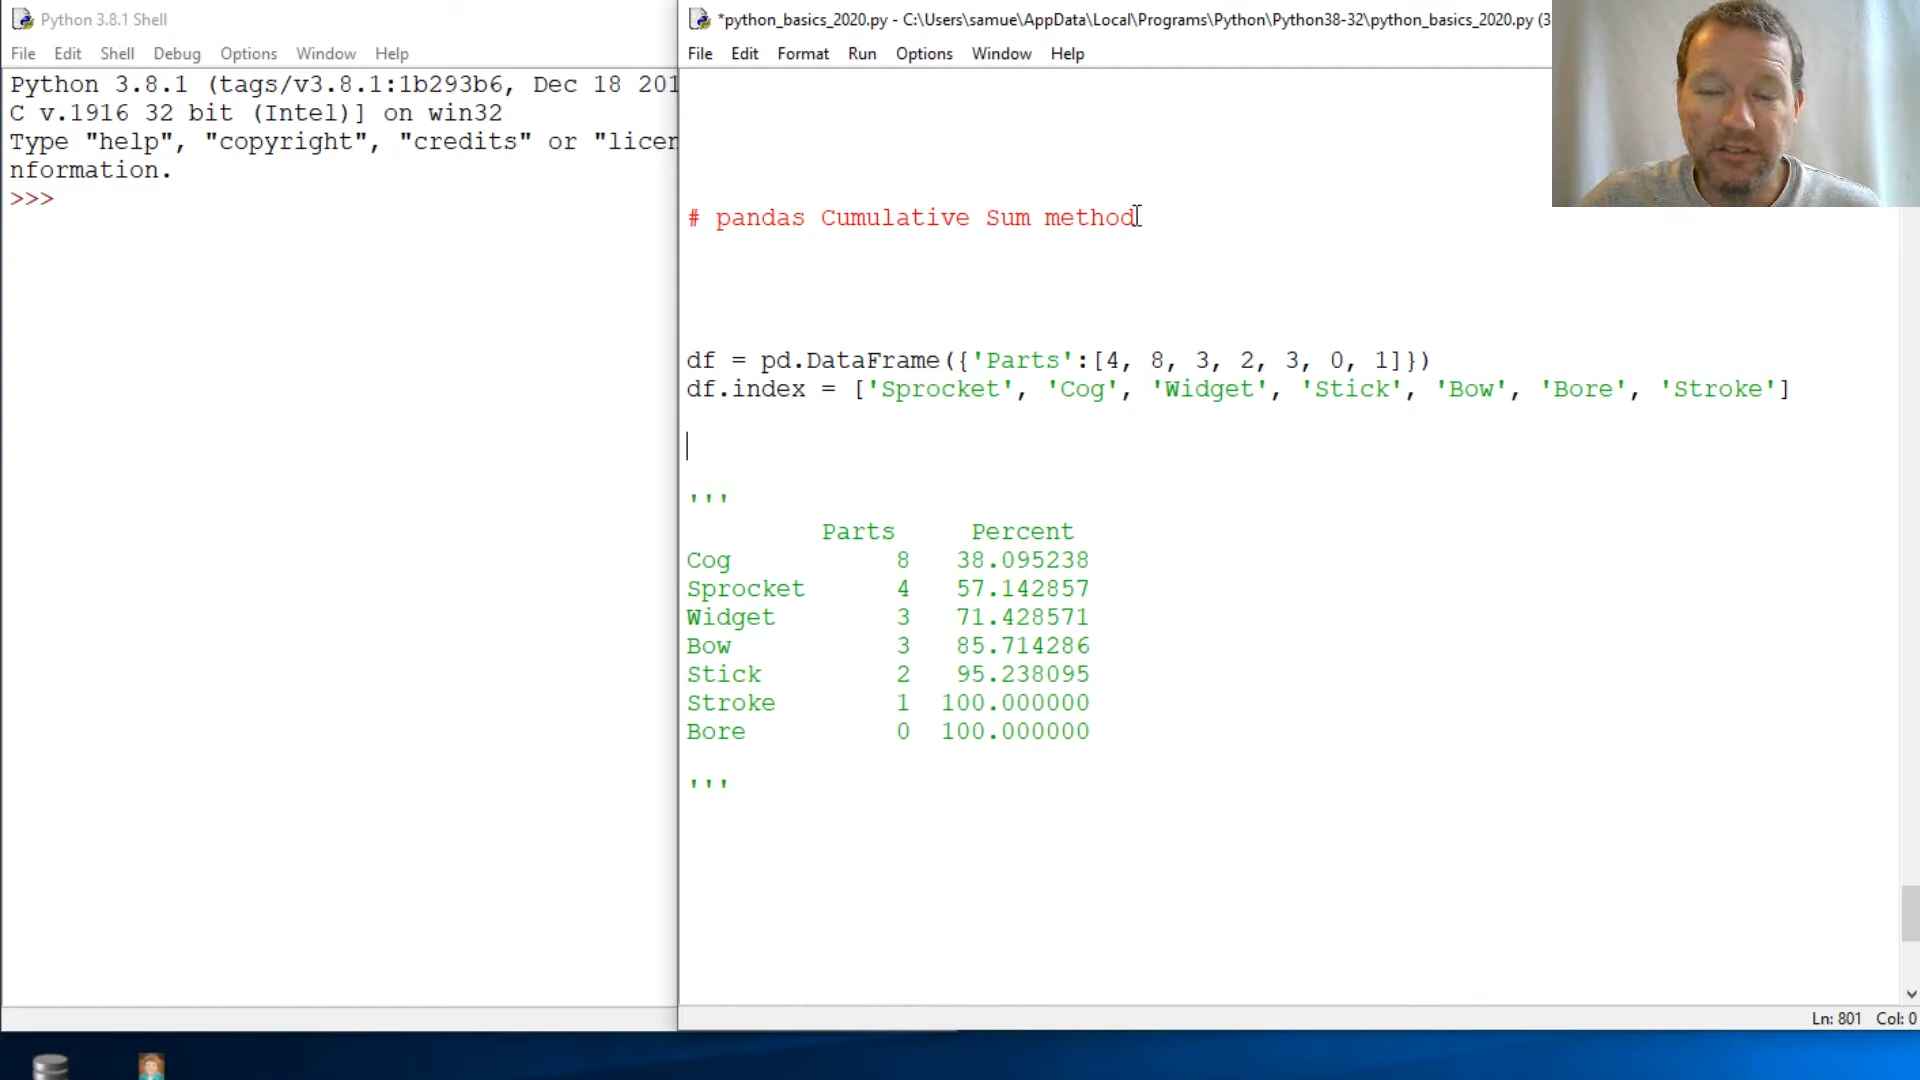 Python 3.8.1 Shell
File Edit Shell Debug Options Window Help
Python 3.8.1 (tags/v3.8.1:1b293b6, Dec 18 201
C v.1916 32 bit (Intel)] on win32
Type "help", "copyright", "credits" or "licen
nformation.
>>>
*python_basics_2020.py - C:\Users\samue\AppData\Local\Programs\Python\Python38-32\python_basics_2020.py (3
File Edit Format Run Options Window Help
# pandas Cumulative Sum method
df = pd.DataFrame({'Parts':[4, 8, 3, 2, 3, 0, 1]})
df.index = ['Sprocket', 'Cog', 'Widget', 'Stick', 'Bow', 'Bore', 'Stroke']
'''
Parts Percent
Cog 8 38.095238
Sprocket 4 57.142857
Widget 3 71.428571
Bow 3 85.714286
Stick 2 95.238095
Stroke 1 100.000000
Bore 0 100.000000
'''
Ln: 801 Col: 0